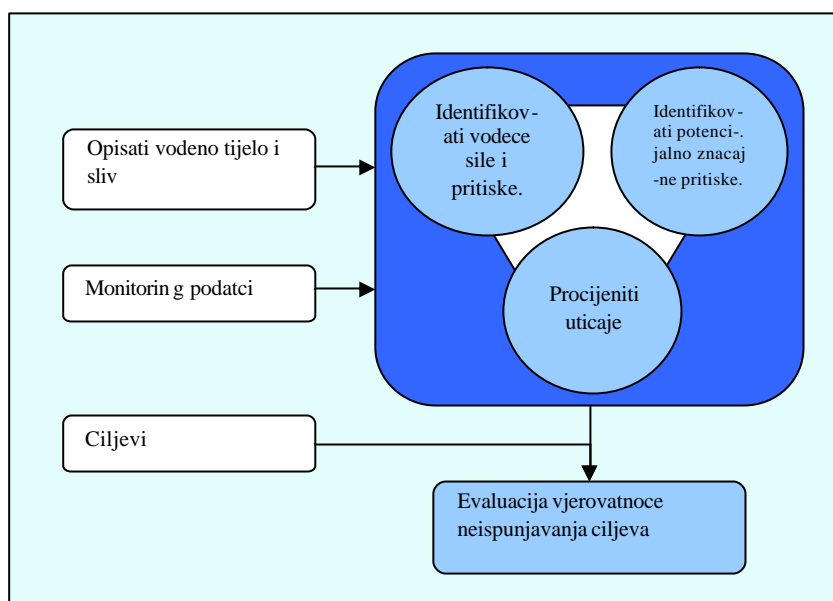 Identifikov-
ati vodece
sile i
pritiske.
Identifikov-
ati potenci-.
jalno znacaj
-ne pritiske.
Opisati vodeno tijelo i
sliv
Monitorin g podatci
Procijeniti
uticaje
Ciljevi
Evaluacija vjerovatnoce
neispunjavanja ciljeva